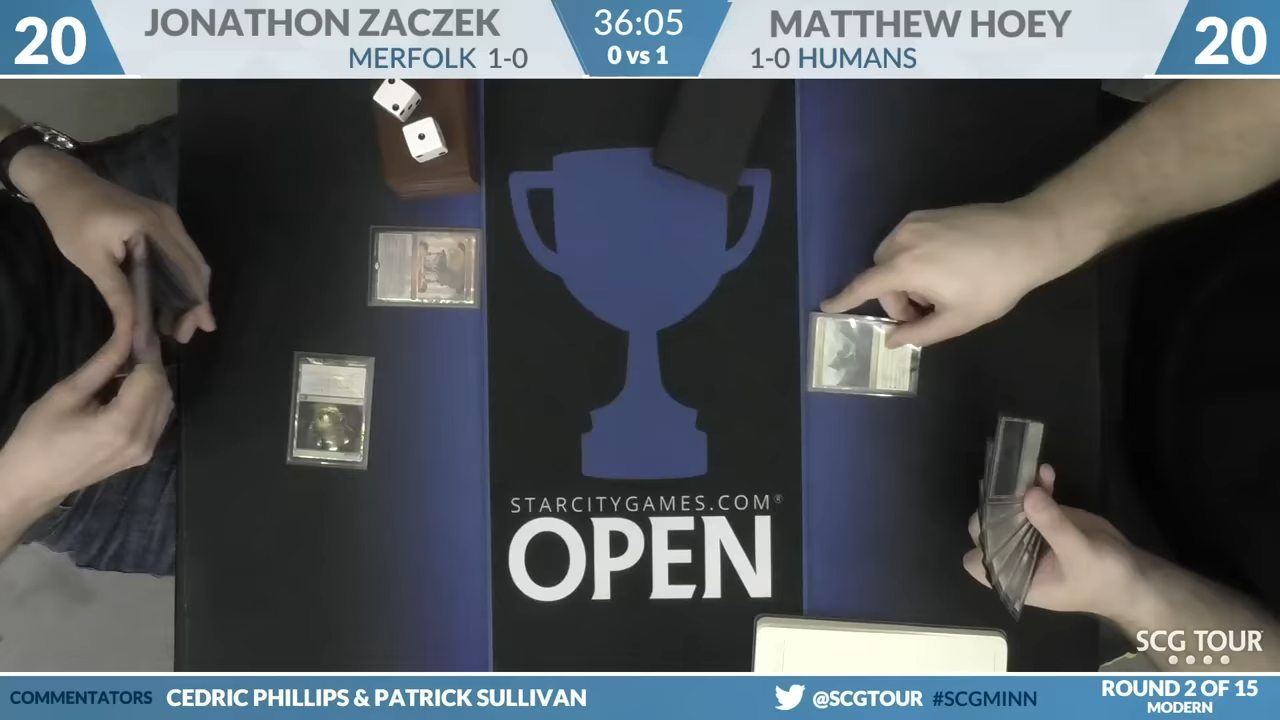 20
JONATHON ZACZEK
MERFOLK 1-0
36:05
0 vs 1
MATTHEW HOEY
1-0 HUMANS
20
STARCITYGAMES.COM®
OPEN
SCG TOUR
COMMENTATORS CEDRIC PHILLIPS & PATRICK SULLIVAN
@SCGTOUR #SCGMINN
ROUND 2 OF 15
MODERN